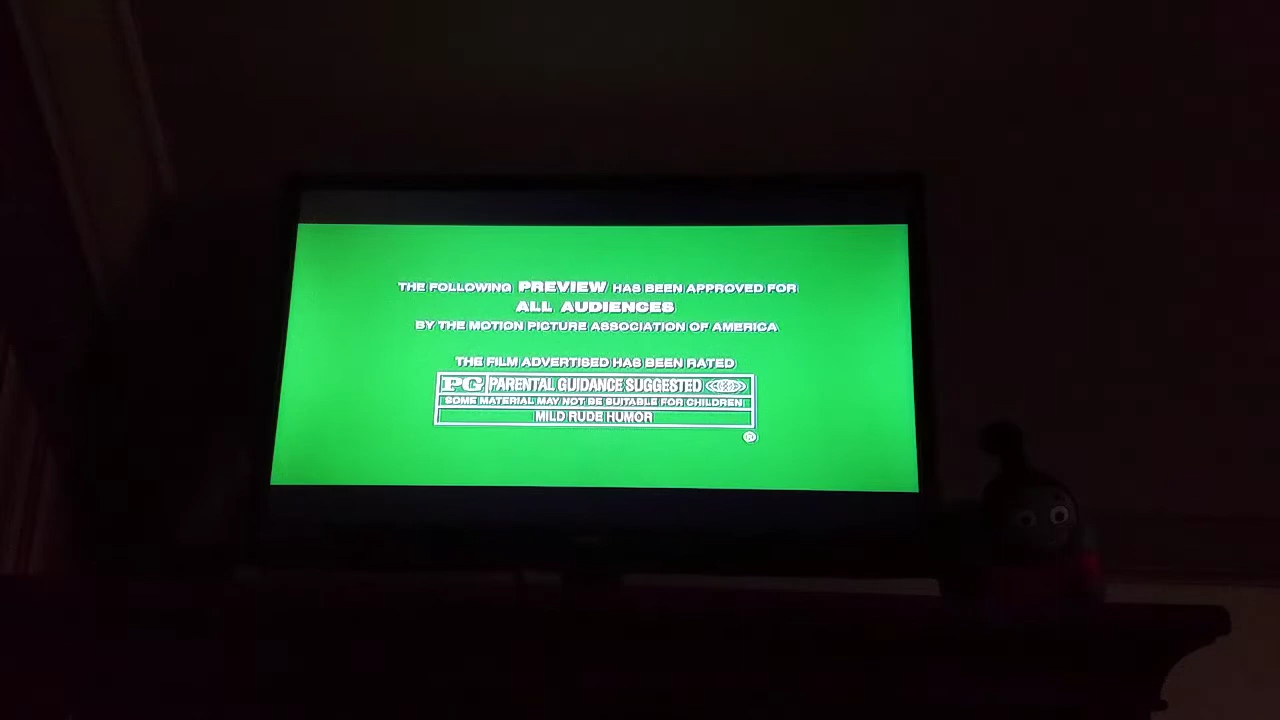 THE FOLLOWING PREVIEW HAS BEEN APPROVED FOR
ALL AUDIENCES
BY THE MOTION PICTURE ASSOCIATION OF AMERICA
THE FILM ADVERTISED HAS BEEN RATED
PG PARENTAL GUIDANCE SUGGESTED
SOME MATERIAL MAY NOT BE SUITABLE FOR CHILDREN
MILD RUDE HUMOR
®